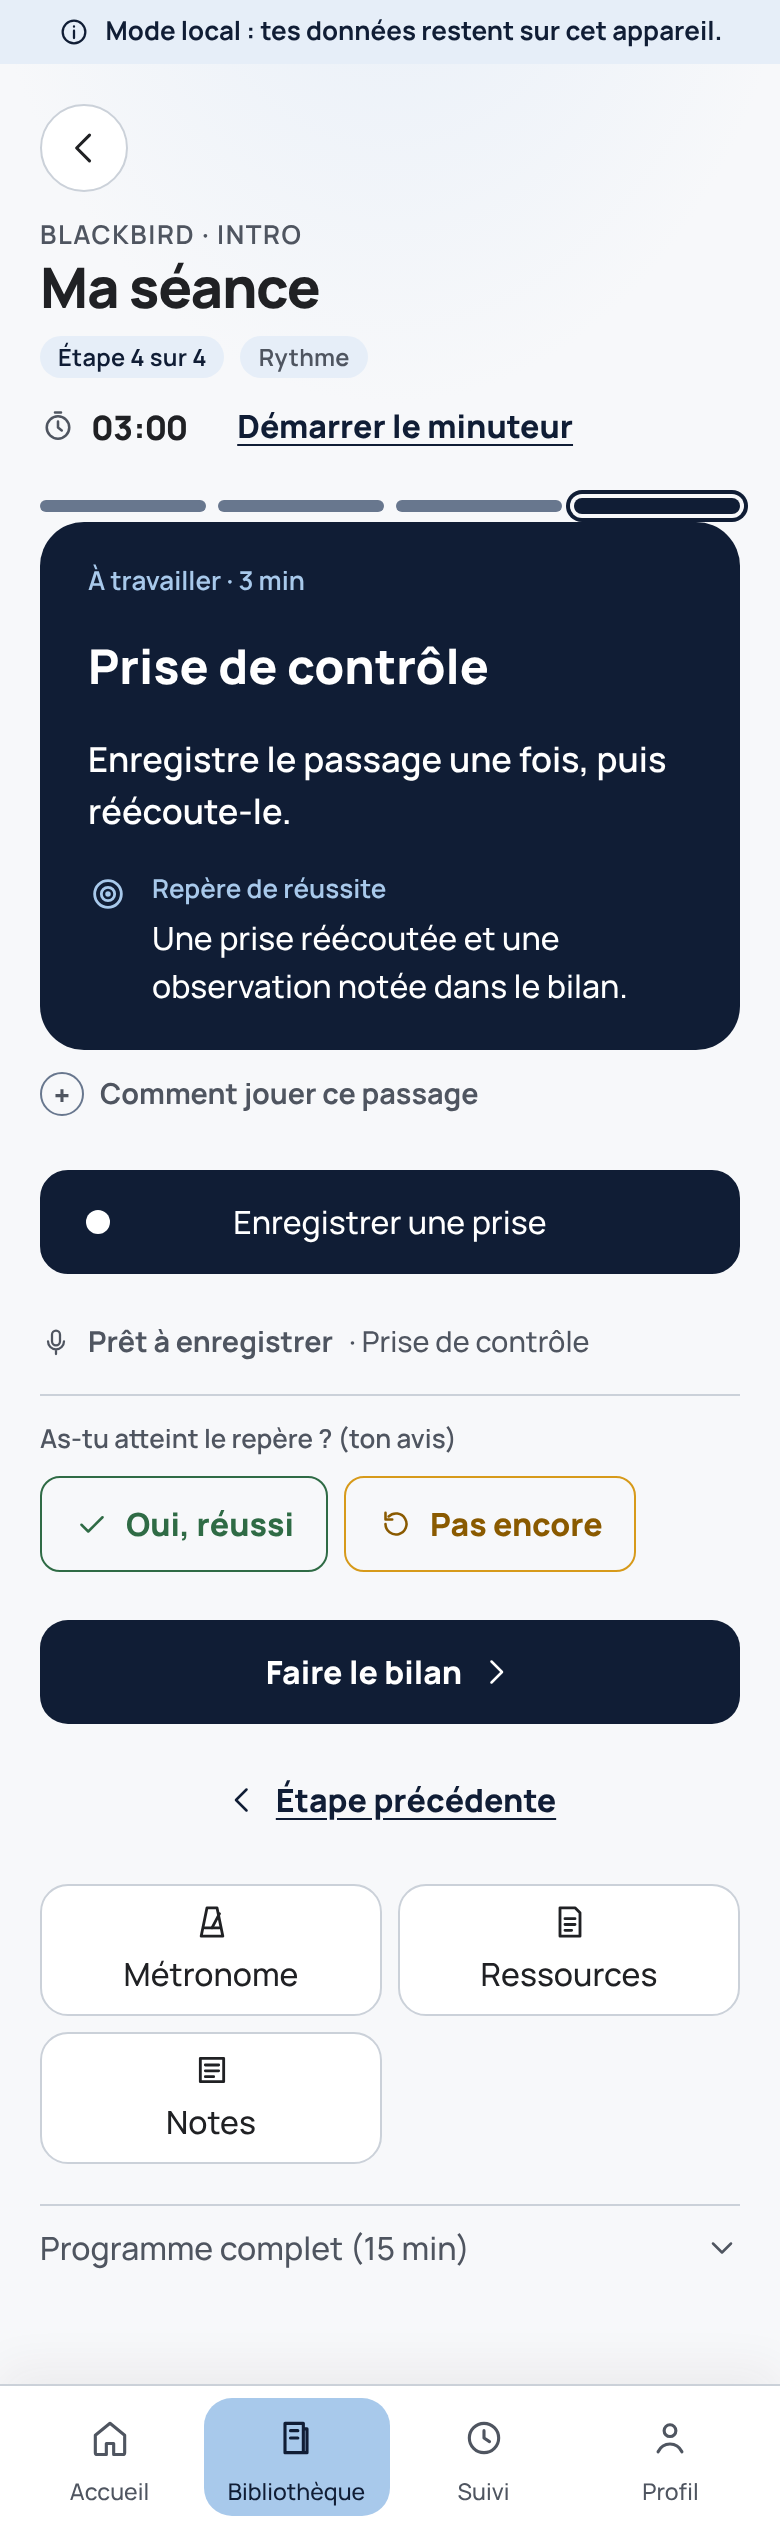 Mode local : tes données restent sur cet appareil.
BLACKBIRD · INTRO
Ma séance
Étape 4 sur 4
Rythme
03:00
Démarrer le minuteur
À travailler · 3 min
Prise de contrôle
Enregistre le passage une fois, puis
réécoute-le.
Repère de réussite
Une prise réécoutée et une
observation notée dans le bilan.
Comment jouer ce passage
Enregistrer une prise
Prêt à enregistrer · Prise de contrôle
As-tu atteint le repère ? (ton avis)
Oui, réussi
Pas encore
Faire le bilan
Étape précédente
Métronome
Ressources
Notes
Programme complet (15 min)
Accueil
Bibliothèque
Suivi
Profil